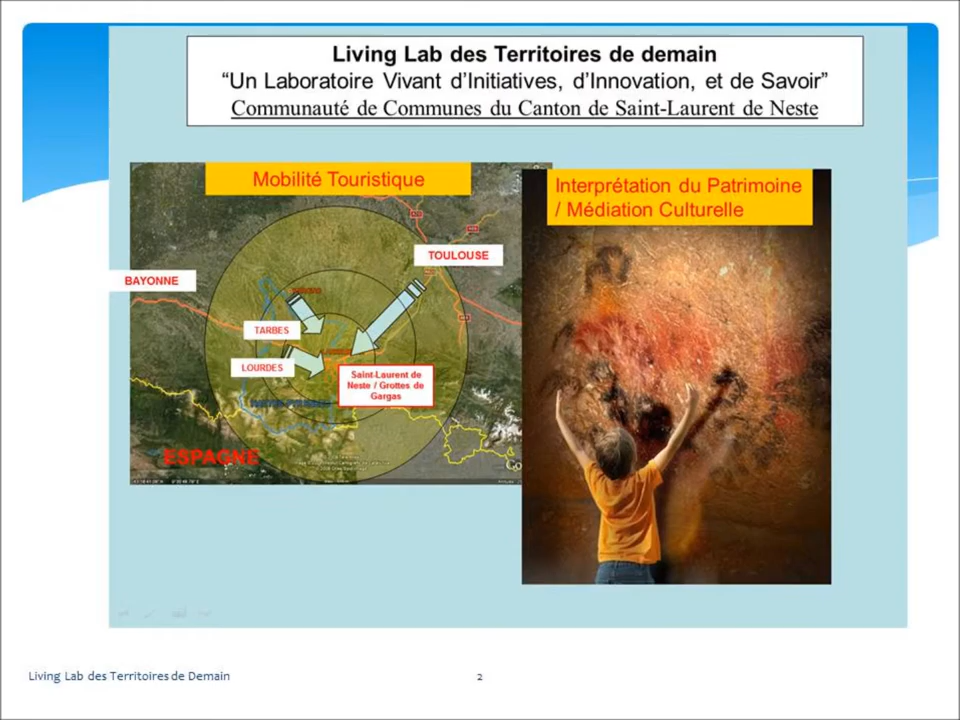 Living Lab des Territoires de demain
“Un Laboratoire Vivant d’Initiatives, d’Innovation, et de Savoir”
Communauté de Communes du Canton de Saint-Laurent de Neste
Mobilité Touristique
Interprétation du Patrimoine
/ Médiation Culturelle
TOULOUSE
BAYONNE
TARBES
LOURDES
Saint-Laurent de
Neste / Grottes de
Gargas
ESPAGNE
Living Lab des Territoires de Demain
2